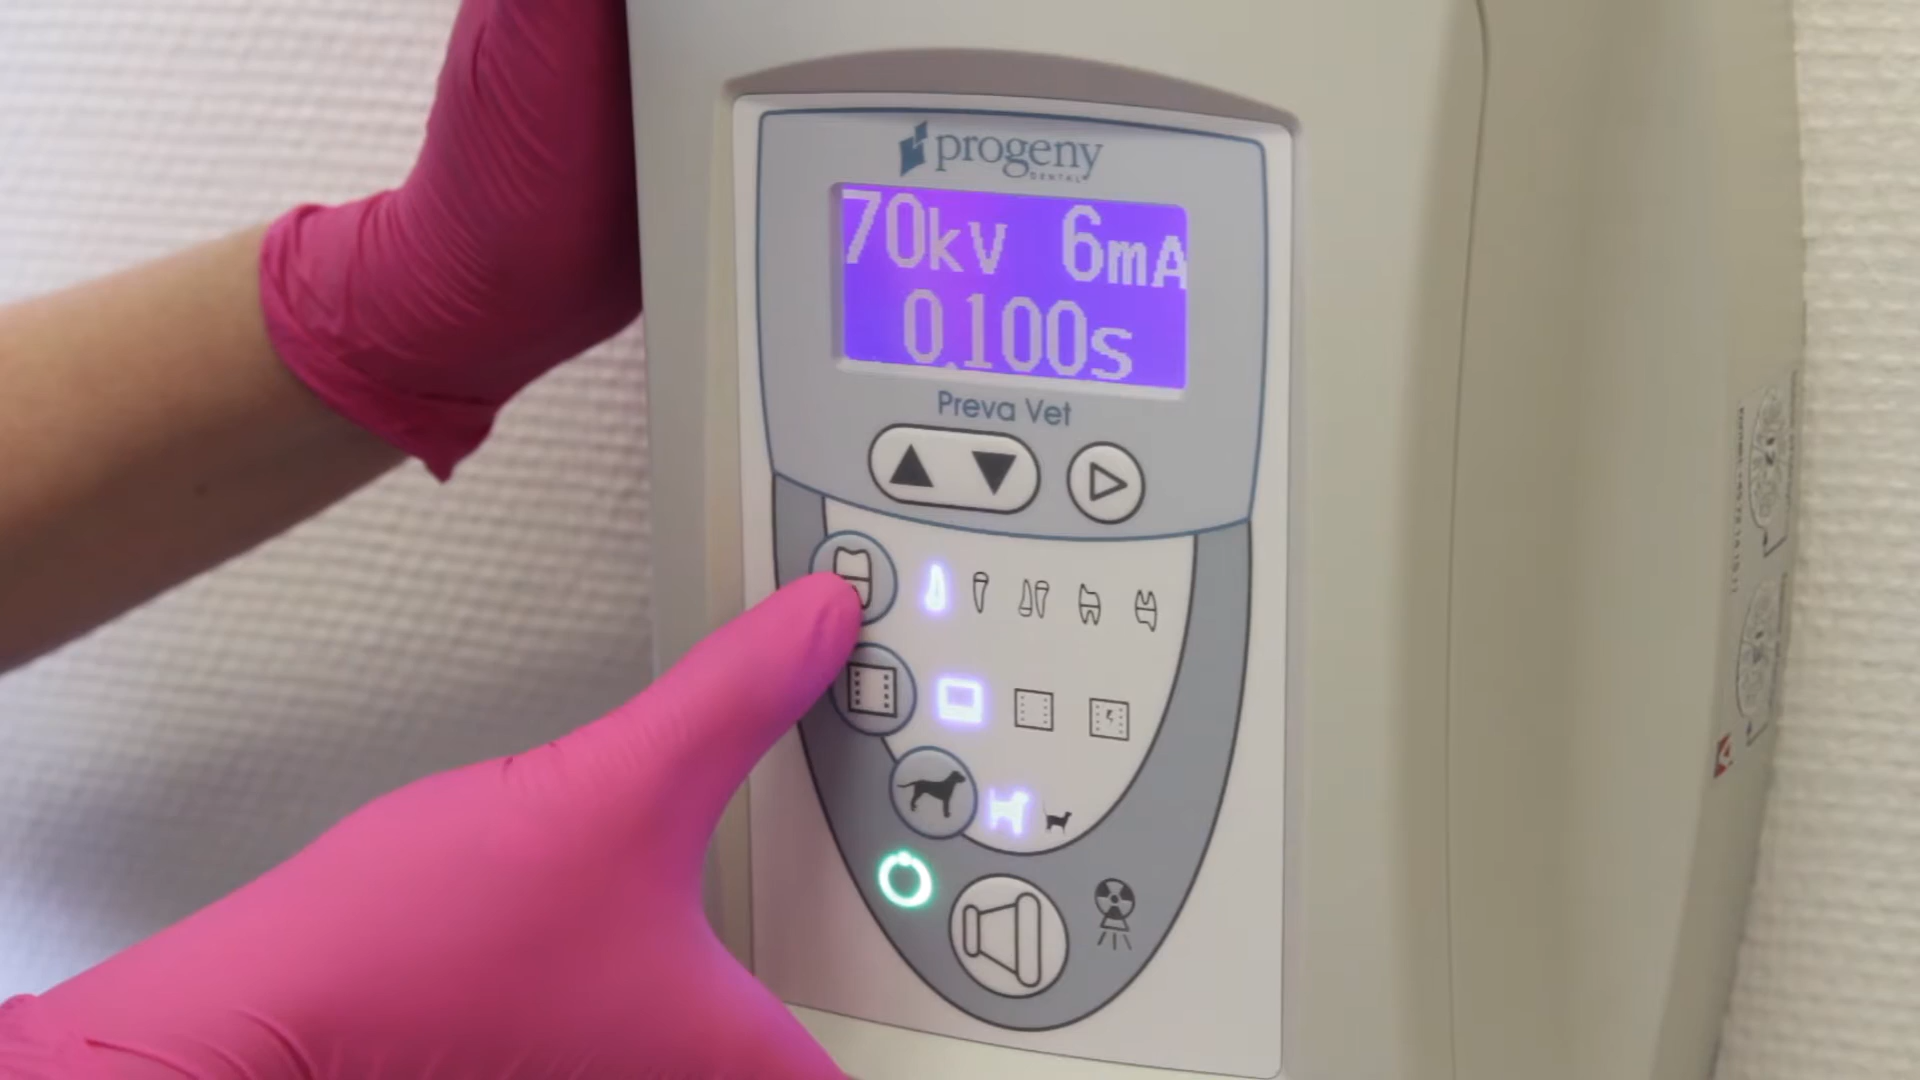 progeny
DENTAL
70kV 6mA
0.100s
Preva Vet